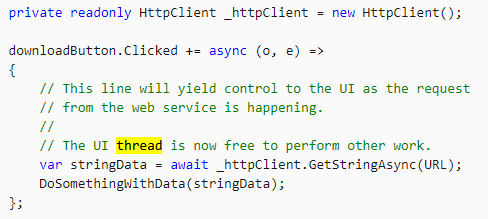 private readonly HttpClient _httpClient = new HttpClient();
downloadButton.Clicked += async (o, e) =>
{
// This line will yield control to the UI as the request
// from the web service is happening.
//
// The UI thread is now free to perform other work.
var stringData = await _httpClient.GetStringAsync(URL);
DoSomethingWithData(stringData);
};